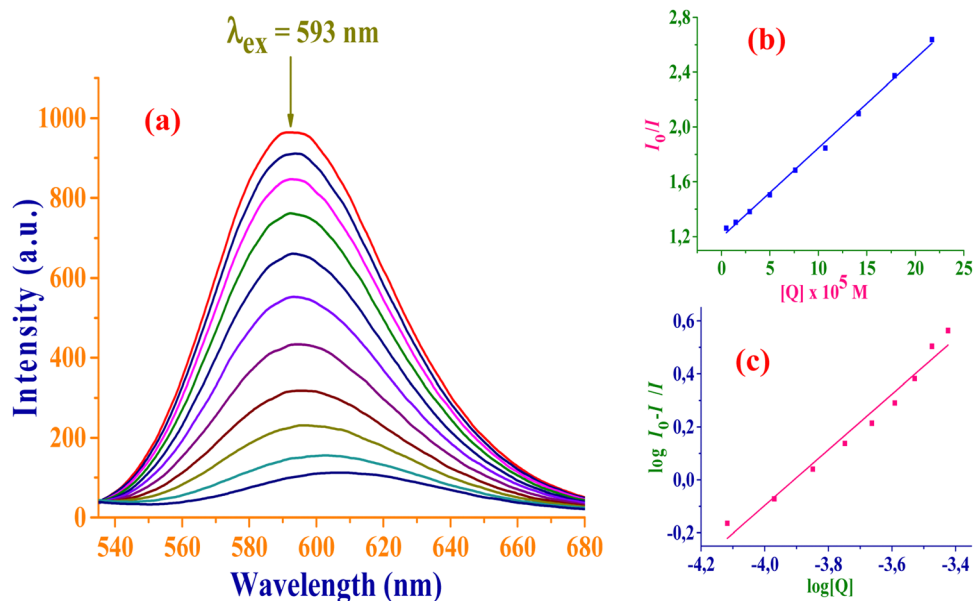 λex = 593 nm
(a)
Intensity (a.u.)
1000
800
600
400
200
0
540 560 580 600 620 640 660 680
Wavelength (nm)
(b)
I0/I
2,8
2,4
2,0
1,6
1,2
0 5 10 15 20 25
[Q] x 10⁵ M
(c)
log I0-I /I
0,6
0,4
0,2
0,0
-0,2
-4,2 -4,0 -3,8 -3,6 -3,4
log[Q]